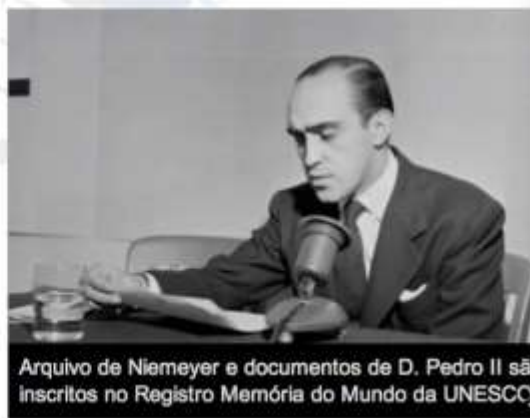 Arquivo de Niemeyer e documentos de D. Pedro II sã
inscritos no Registro Memória do Mundo da UNESCO